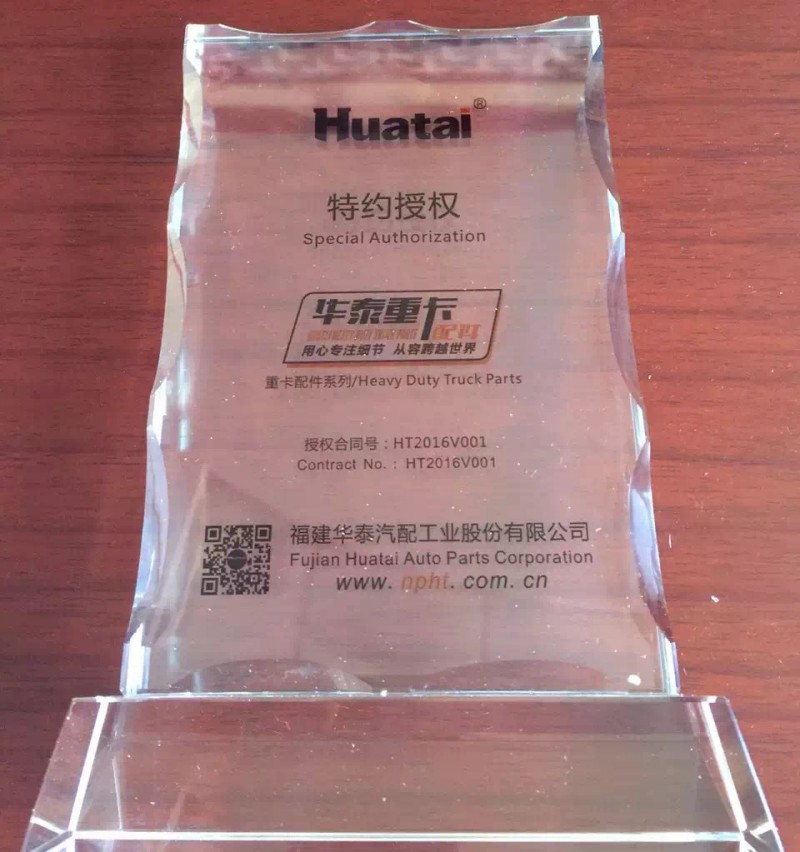 Huatai®
特约授权
Special Authorization
华泰重卡
配件
用心专注细节 从容跨越世界
重卡配件系列/Heavy Duty Truck Parts
授权合同号：HT2016V001
Contract No.：HT2016V001
福建华泰汽配工业股份有限公司
Fujian Huatai Auto Parts Corporation
www.npht.com.cn